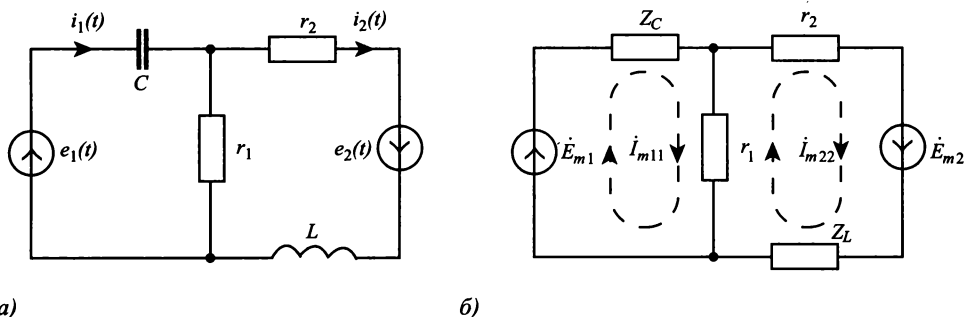 i₁(t)
C
r₂
i₂(t)
e₁(t)
r₁
e₂(t)
L
а)
Z_C
r₂
Ė_m1
İ_m11
r₁
İ_m22
Ė_m2
Z_L
б)